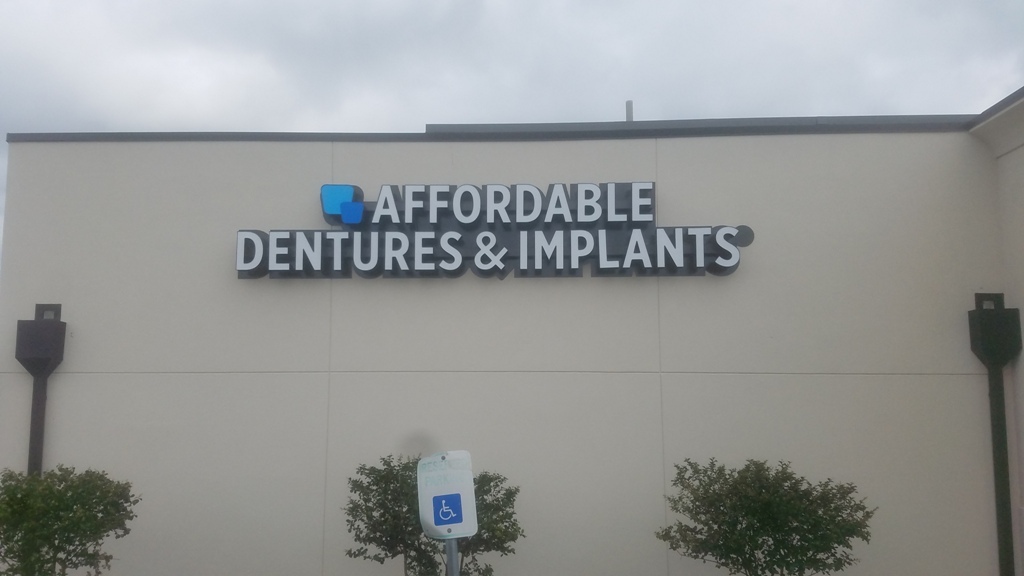 AFFORDABLE
DENTURES & IMPLANTS